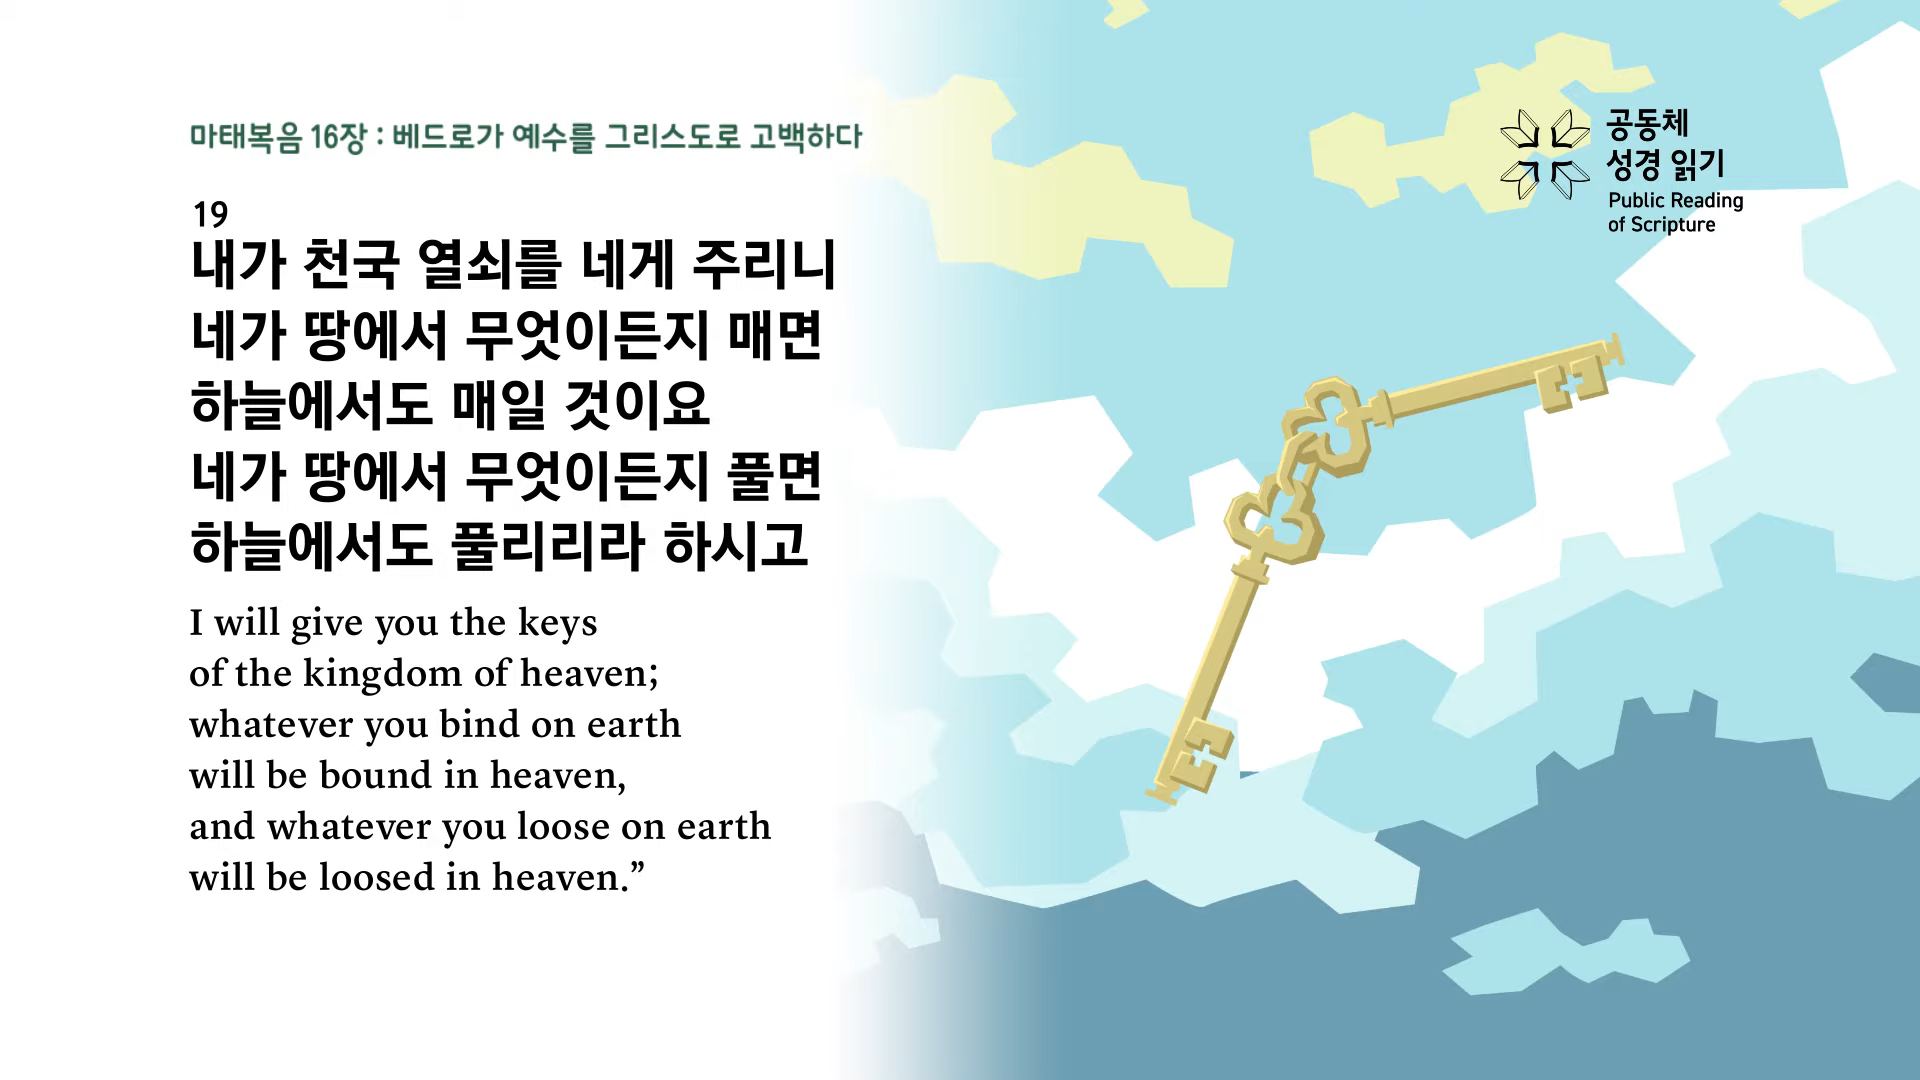 마태복음 16장 : 베드로가 예수를 그리스도로 고백하다
19
내가 천국 열쇠를 네게 주리니
네가 땅에서 무엇이든지 매면
하늘에서도 매일 것이요
네가 땅에서 무엇이든지 풀면
하늘에서도 풀리리라 하시고
I will give you the keys
of the kingdom of heaven;
whatever you bind on earth
will be bound in heaven,
and whatever you loose on earth
will be loosed in heaven.”
공동체
성경 읽기
Public Reading
of Scripture